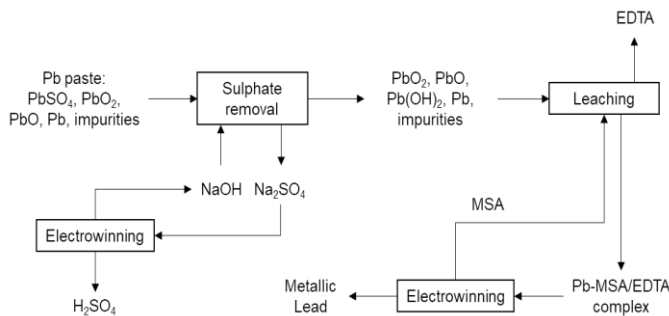 EDTA
Pb paste:
PbSO₄, PbO₂,
PbO, Pb, impurities
Sulphate
removal
PbO₂, PbO,
Pb(OH)₂, Pb,
impurities
Leaching
NaOH Na₂SO₄
MSA
Electrowinning
H₂SO₄
Metallic
Lead
Electrowinning
Pb-MSA/EDTA
complex